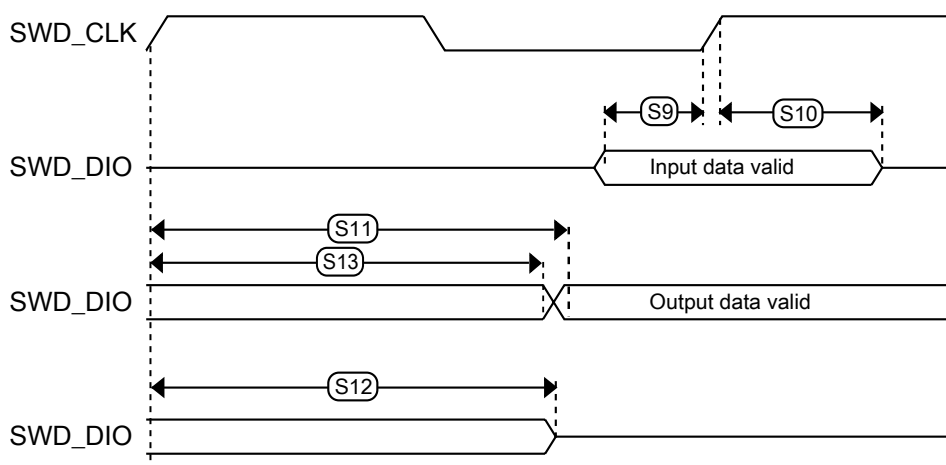 SWD_CLK
S9
S10
SWD_DIO
Input data valid
S11
S13
SWD_DIO
Output data valid
S12
SWD_DIO